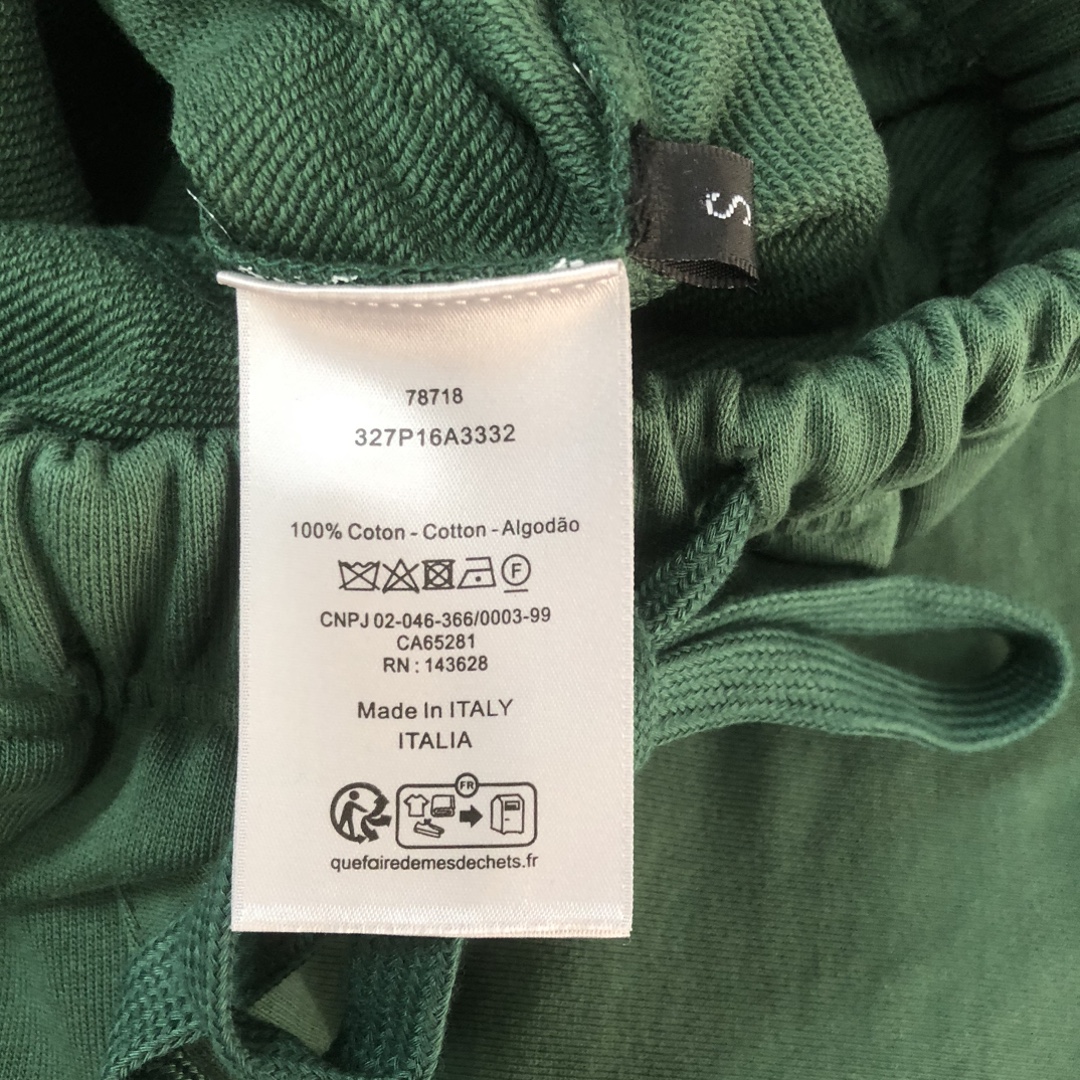 S
78718
327P16A3332
100% Coton - Cotton - Algodão
F
CNPJ 02-046-366/0003-99
CA65281
RN : 143628
Made In ITALY
ITALIA
FR
quefairedemesdechets.fr